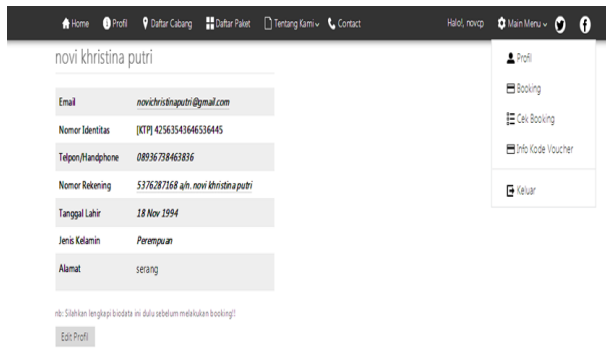 Home Profil Daftar Cabang Daftar Paket Tentang Kami Contact Halo!, novcp Main Menu
novi khristina putri
Profil
Booking
Cek Booking
Info Kode Voucher
Keluar
Email novichristinaputri@gmail.com
Nomor Identitas [KTP] 42563543646536445
Telpon/Handphone 08936738463836
Nomor Rekening 5376287168 a/n. novi khristina putri
Tanggal Lahir 18 Nov 1994
Jenis Kelamin Perempuan
Alamat serang
nb: Silahkan lengkapi biodata ini dulu sebelum melakukan booking!!
Edit Profil